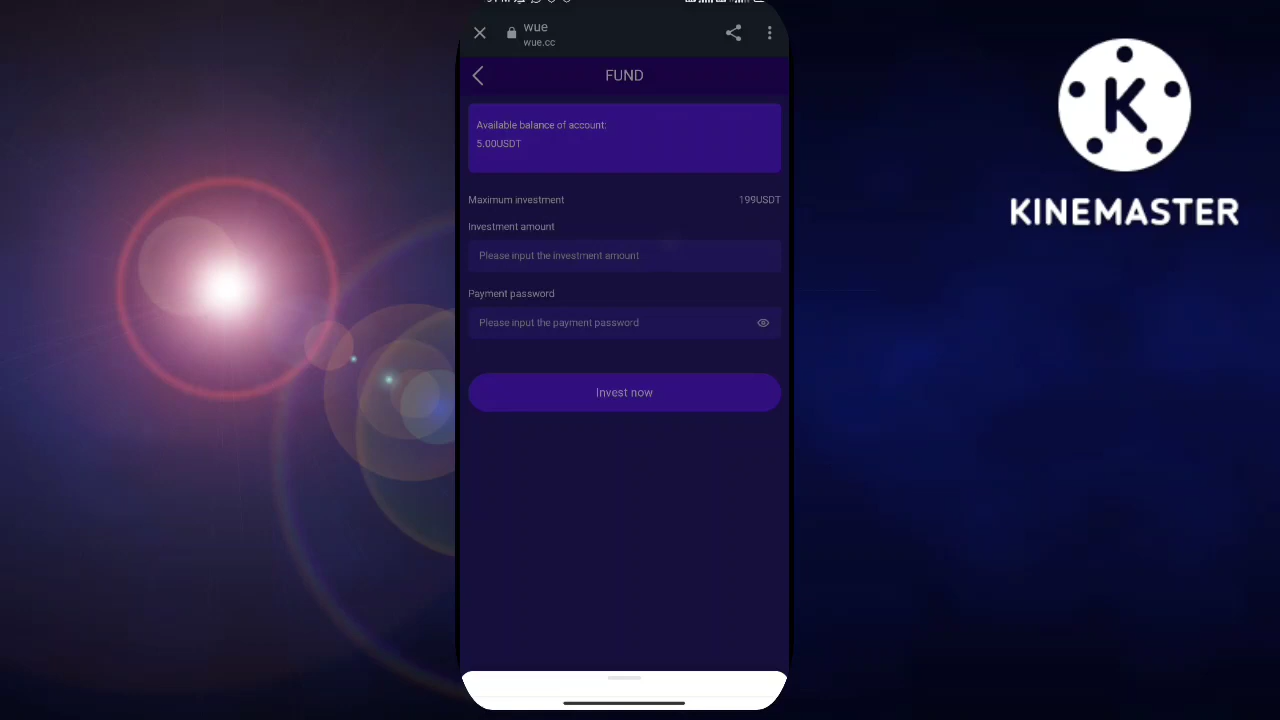 wue
wue.cc
FUND
Available balance of account:
5.00USDT
Maximum investment 199USDT
Investment amount
Please input the investment amount
Payment password
Please input the payment password
Invest now
K
KINEMASTER